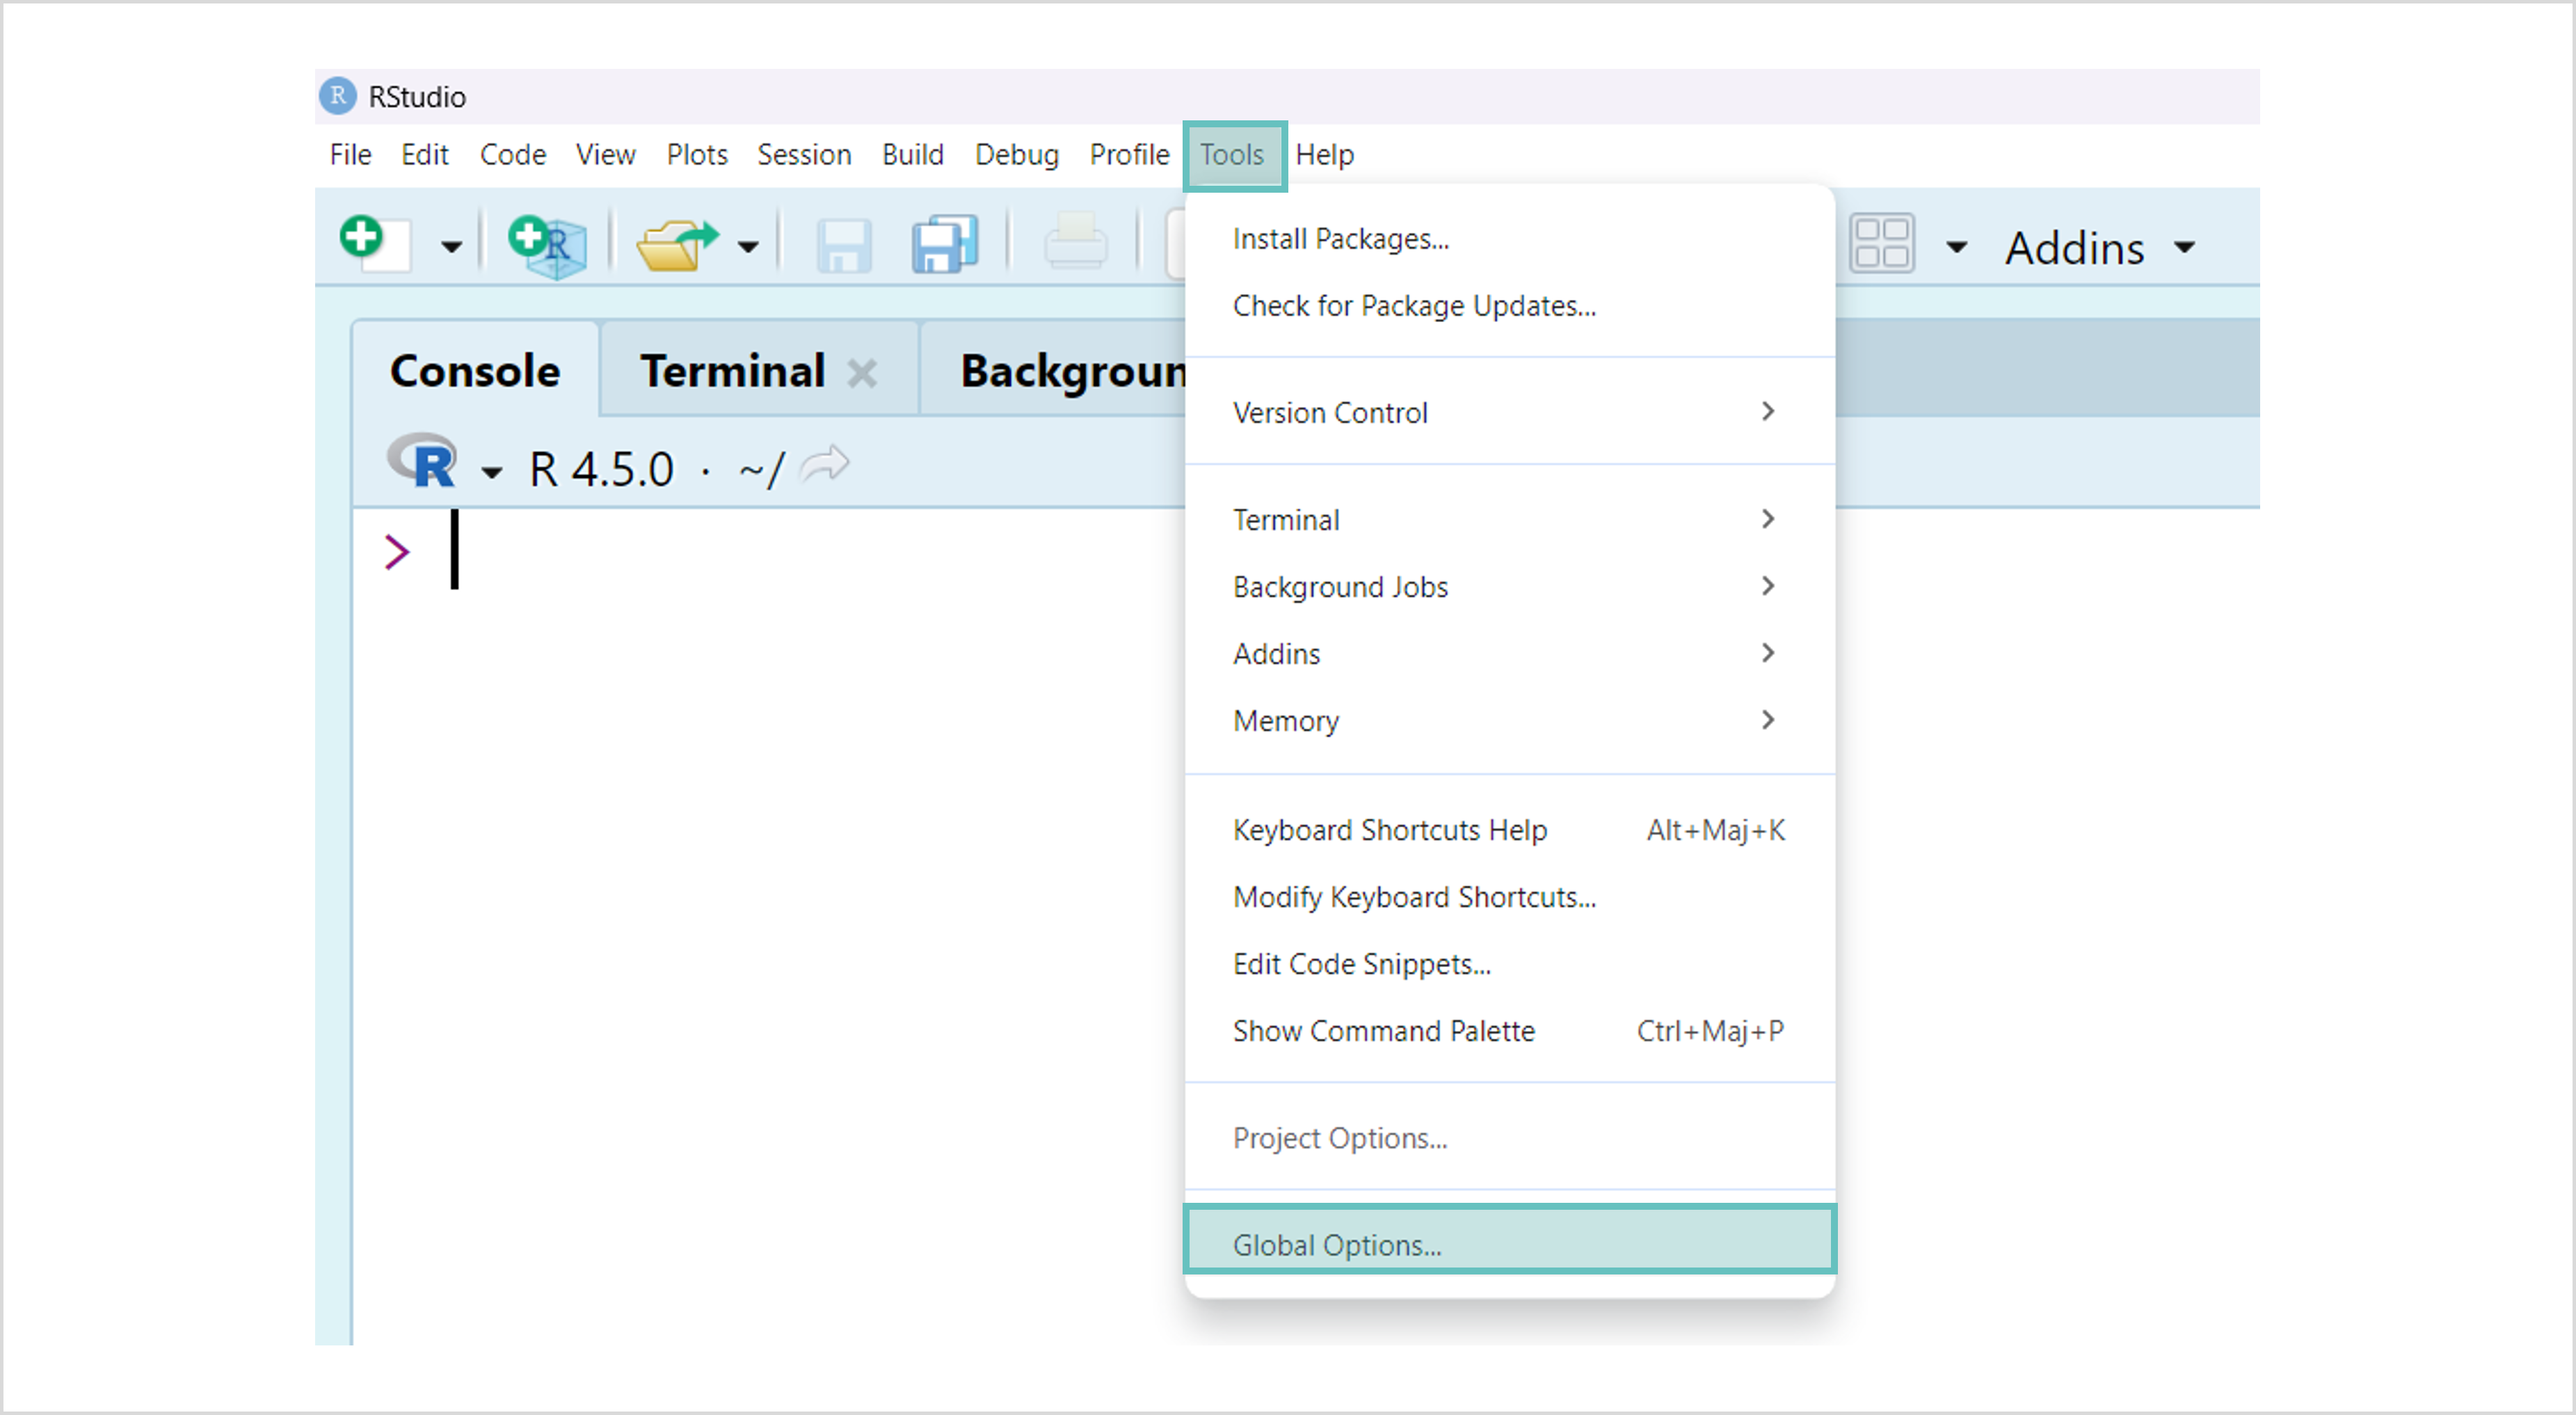 R RStudio
File Edit Code View Plots Session Build Debug Profile Tools Help
R Addins
Console Terminal Backgroun
R R 4.5.0 · ~/
>
Install Packages...
Check for Package Updates...
Version Control
Terminal
Background Jobs
Addins
Memory
Keyboard Shortcuts Help Alt+Maj+K
Modify Keyboard Shortcuts...
Edit Code Snippets...
Show Command Palette Ctrl+Maj+P
Project Options...
Global Options...